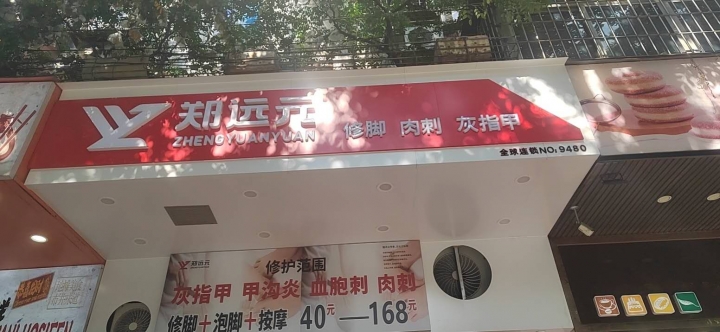 郑远元
ZHENGYUANYUAN
修脚 肉刺 灰指甲
全球连锁NO:9480
郑远元
修护范围
灰指甲 甲沟炎 血胞刺 肉刺
修脚+泡脚+按摩 40元—168元